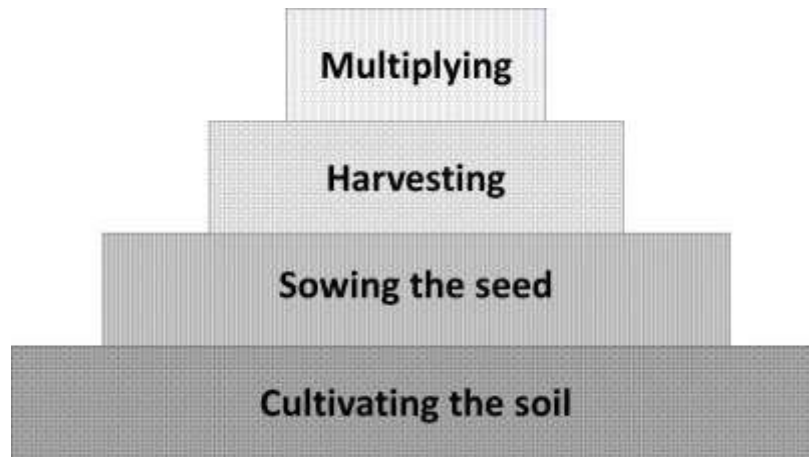 Multiplying
Harvesting
Sowing the seed
Cultivating the soil